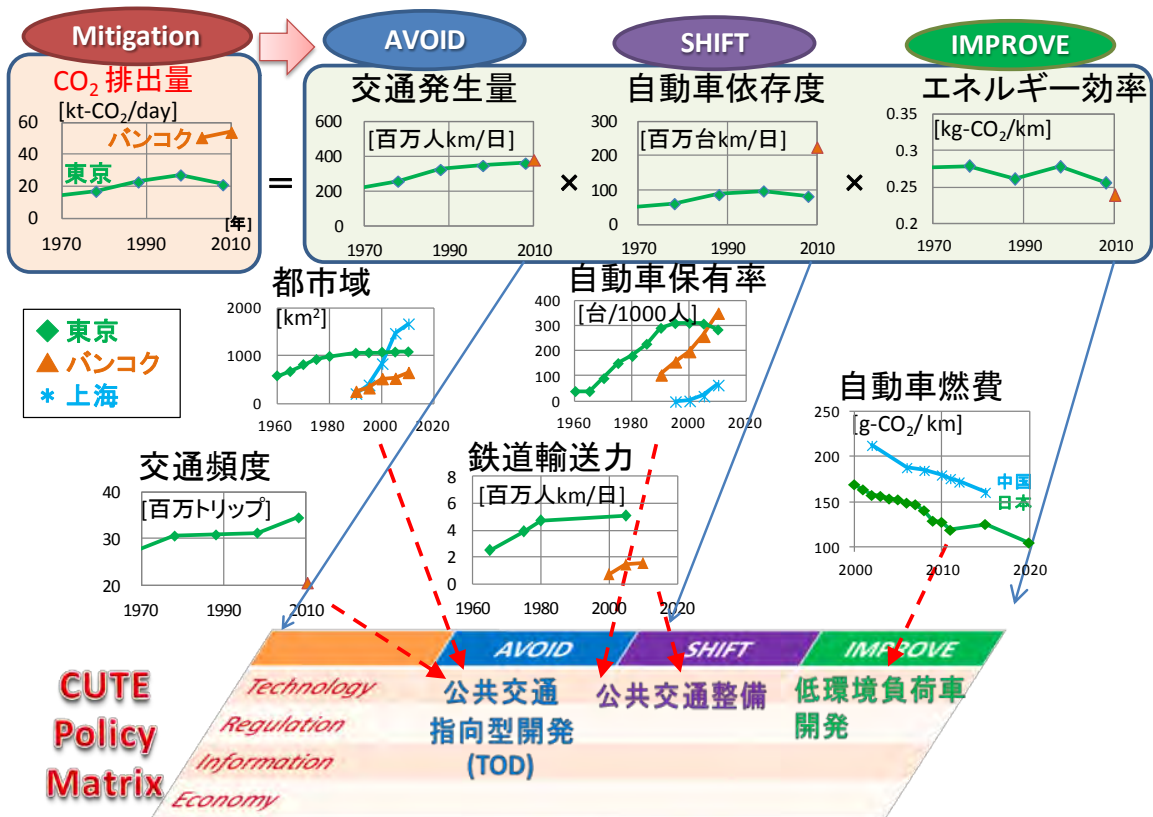 Mitigation
AVOID
SHIFT
IMPROVE
CO2 排出量
[kt-CO2/day]
60
40
20
0
バンコク
東京
[年]
1970
1990
2010
=
交通発生量
[百万人km/日]
600
400
200
0
1970
1990
2010
×
自動車依存度
[百万台km/日]
300
200
100
0
1970
1990
2010
×
エネルギー効率
[kg-CO2/km]
0.35
0.3
0.25
0.2
1970
1990
2010
東京
バンコク
上海
都市域
[km2]
2000
1000
0
1960
1980
2000
2020
自動車保有率
[台/1000人]
400
300
200
100
0
1960
1980
2000
2020
自動車燃費
[g-CO2/ km]
250
200
150
100
中国
日本
2000
2010
2020
交通頻度
[百万トリップ]
40
30
20
1970
1990
2010
鉄道輸送力
[百万人km/日]
8
6
4
2
0
1960
1980
2000
2020
CUTE
Policy
Matrix
AVOID
SHIFT
IMPROVE
Technology
Regulation
Information
Economy
公共交通
指向型開発
(TOD)
公共交通整備
低環境負荷車
開発